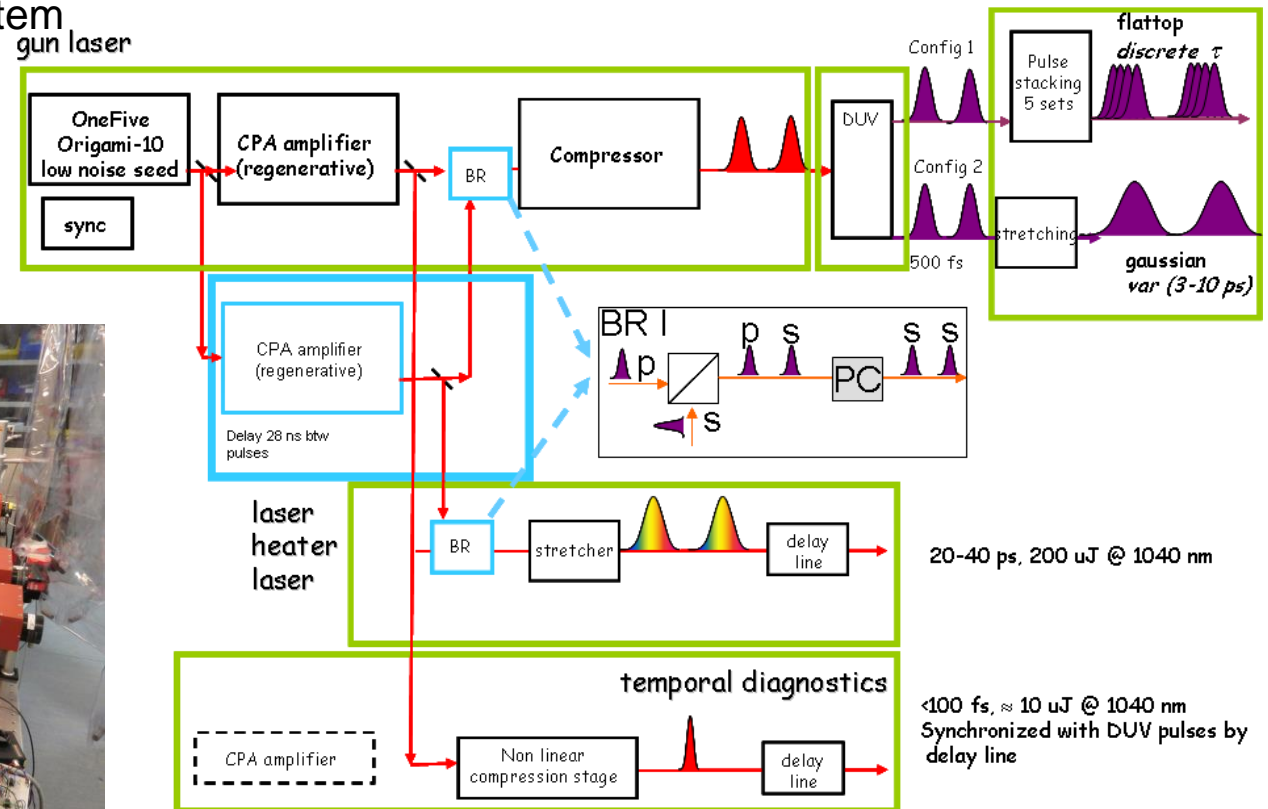 tem
gun laser
OneFive
Origami-10
low noise seed
sync
CPA amplifier
(regenerative)
BR
Compressor
DUV
Config 1
Config 2
500 fs
Pulse
stacking
5 sets
flattop
discrete τ
stretching
gaussian
var (3-10 ps)
CPA amplifier
(regenerative)
Delay 28 ns btw
pulses
BR I
p
p
s
s
s
s
PC
laser
heater
laser
BR
stretcher
delay
line
20-40 ps, 200 uJ @ 1040 nm
temporal diagnostics
CPA amplifier
Non linear
compression stage
delay
line
<100 fs, ≈ 10 uJ @ 1040 nm
Synchronized with DUV pulses by
delay line